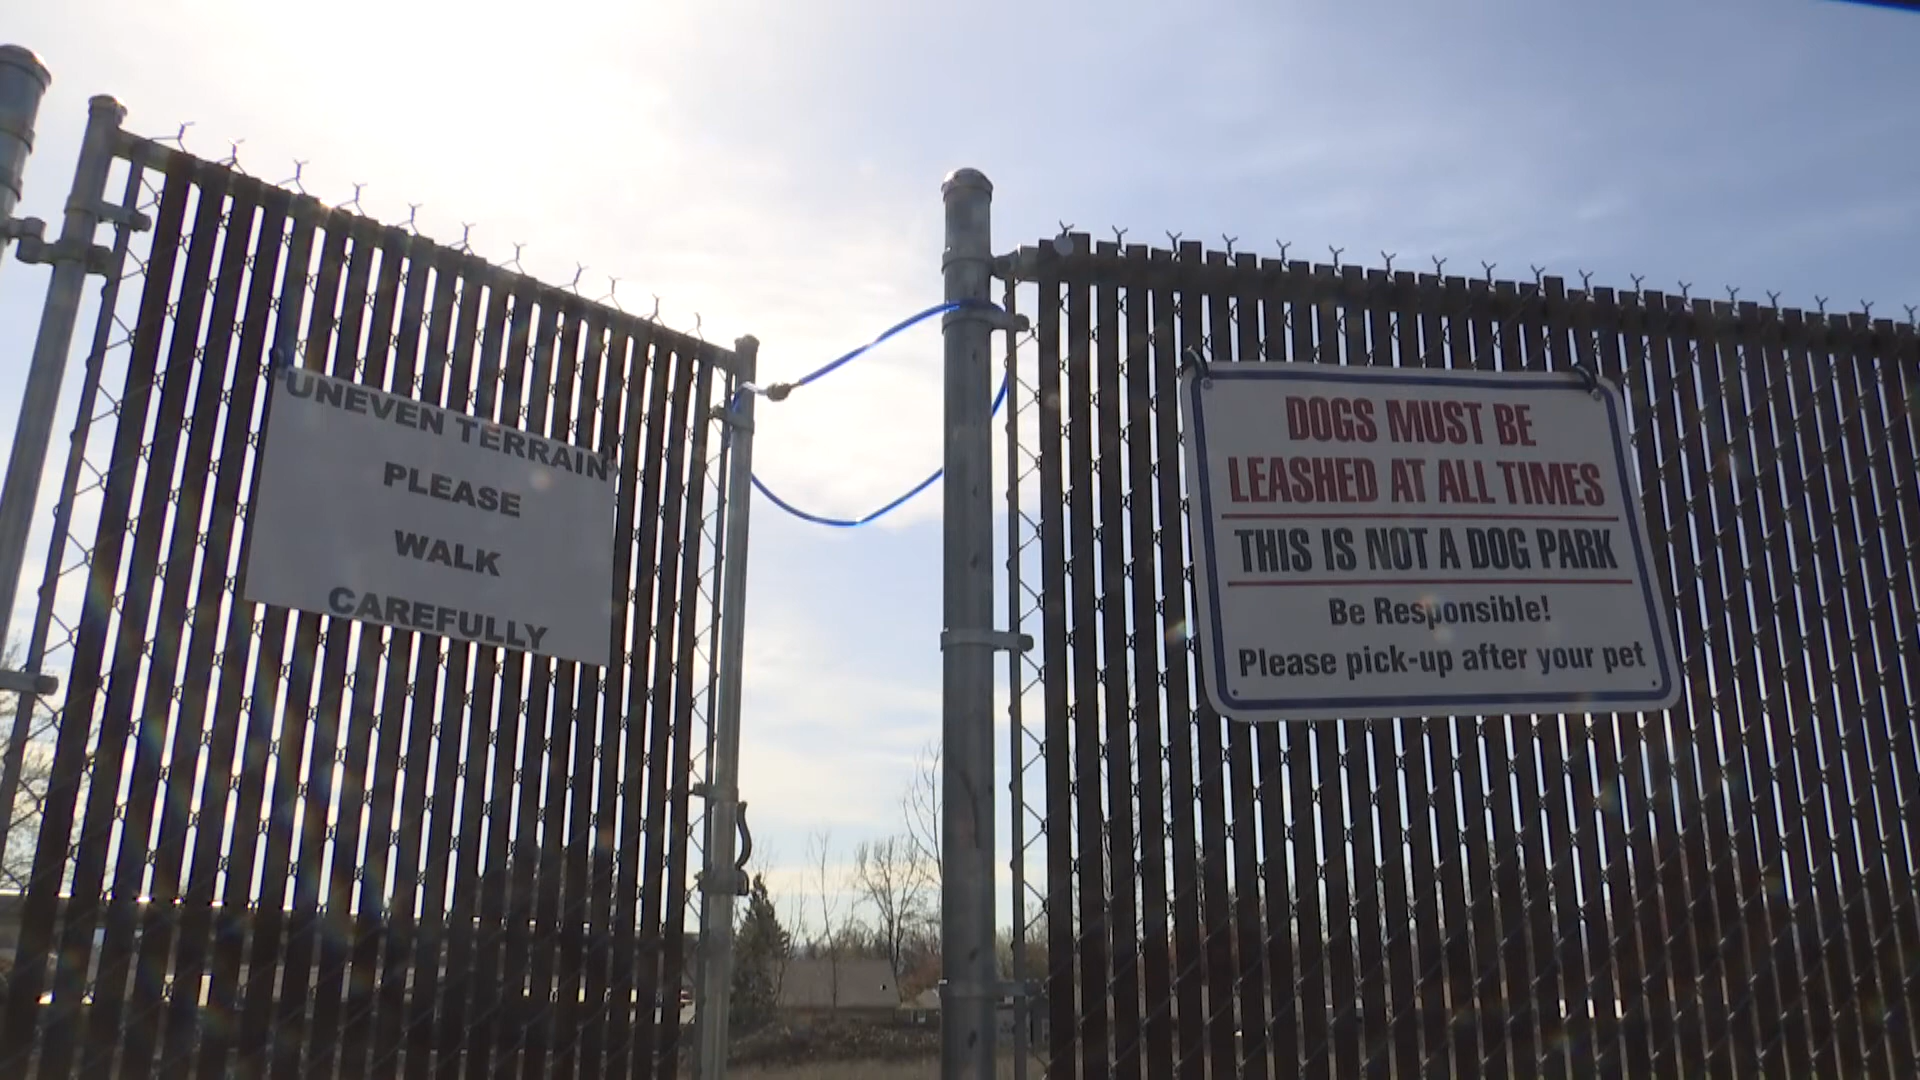 UNEVEN TERRAIN
PLEASE
WALK
CAREFULLY
DOGS MUST BE
LEASHED AT ALL TIMES
THIS IS NOT A DOG PARK
Be Responsible!
Please pick-up after your pet